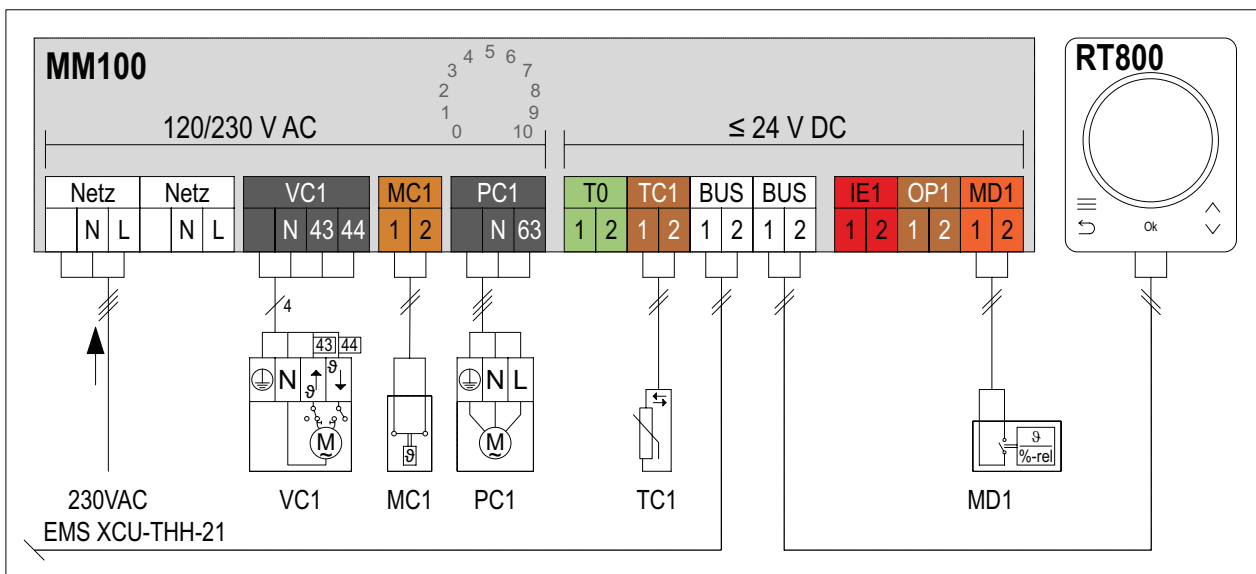 MM100
RT800
4 5 6
3 7
2 8
1 9
0 10
120/230 V AC
≤ 24 V DC
Netz Netz VC1 MC1 PC1 T0 TC1 BUS BUS IE1 OP1 MD1
N L N L N 43 44 1 2 N 63 1 2 1 2 1 2 1 2 1 2 1 2 1 2
Ok
4
43 44
N ϑ ϑ N L
M ~ ϑ M ~ ϑ
%-rel
230VAC VC1 MC1 PC1 TC1 MD1
EMS XCU-THH-21